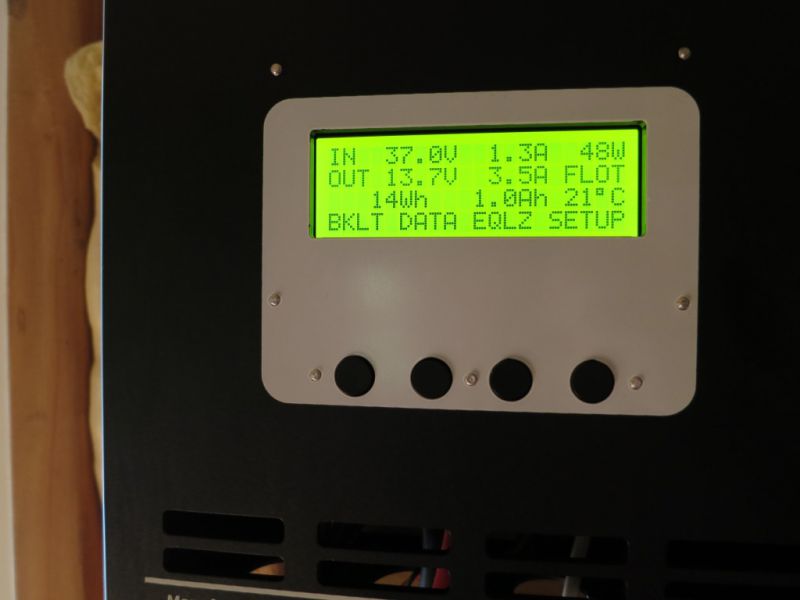 IN 37.0V 1.3A 48W
OUT 13.7V 3.5A FLOT
14Wh 1.0Ah 21°C
BKLT DATA EQLZ SETUP